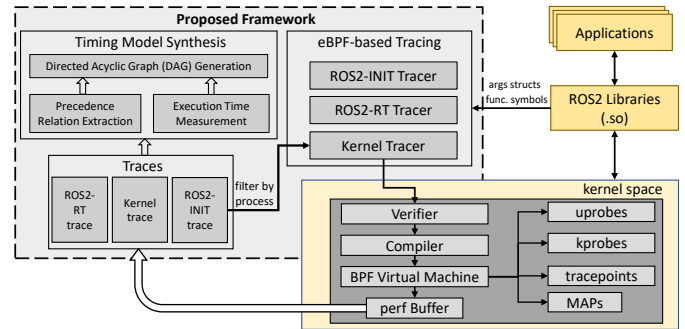 Proposed Framework
Timing Model Synthesis
Directed Acyclic Graph (DAG) Generation
Precedence
Relation Extraction
Execution Time
Measurement
eBPF-based Tracing
ROS2-INIT Tracer
ROS2-RT Tracer
Kernel Tracer
Applications
args structs
func. symbols
ROS2 Libraries
(.so)
Traces
ROS2-
RT
trace
Kernel
trace
ROS2-
INIT
trace
filter by
process
kernel space
Verifier
Compiler
BPF Virtual Machine
perf Buffer
uprobes
kprobes
tracepoints
MAPs